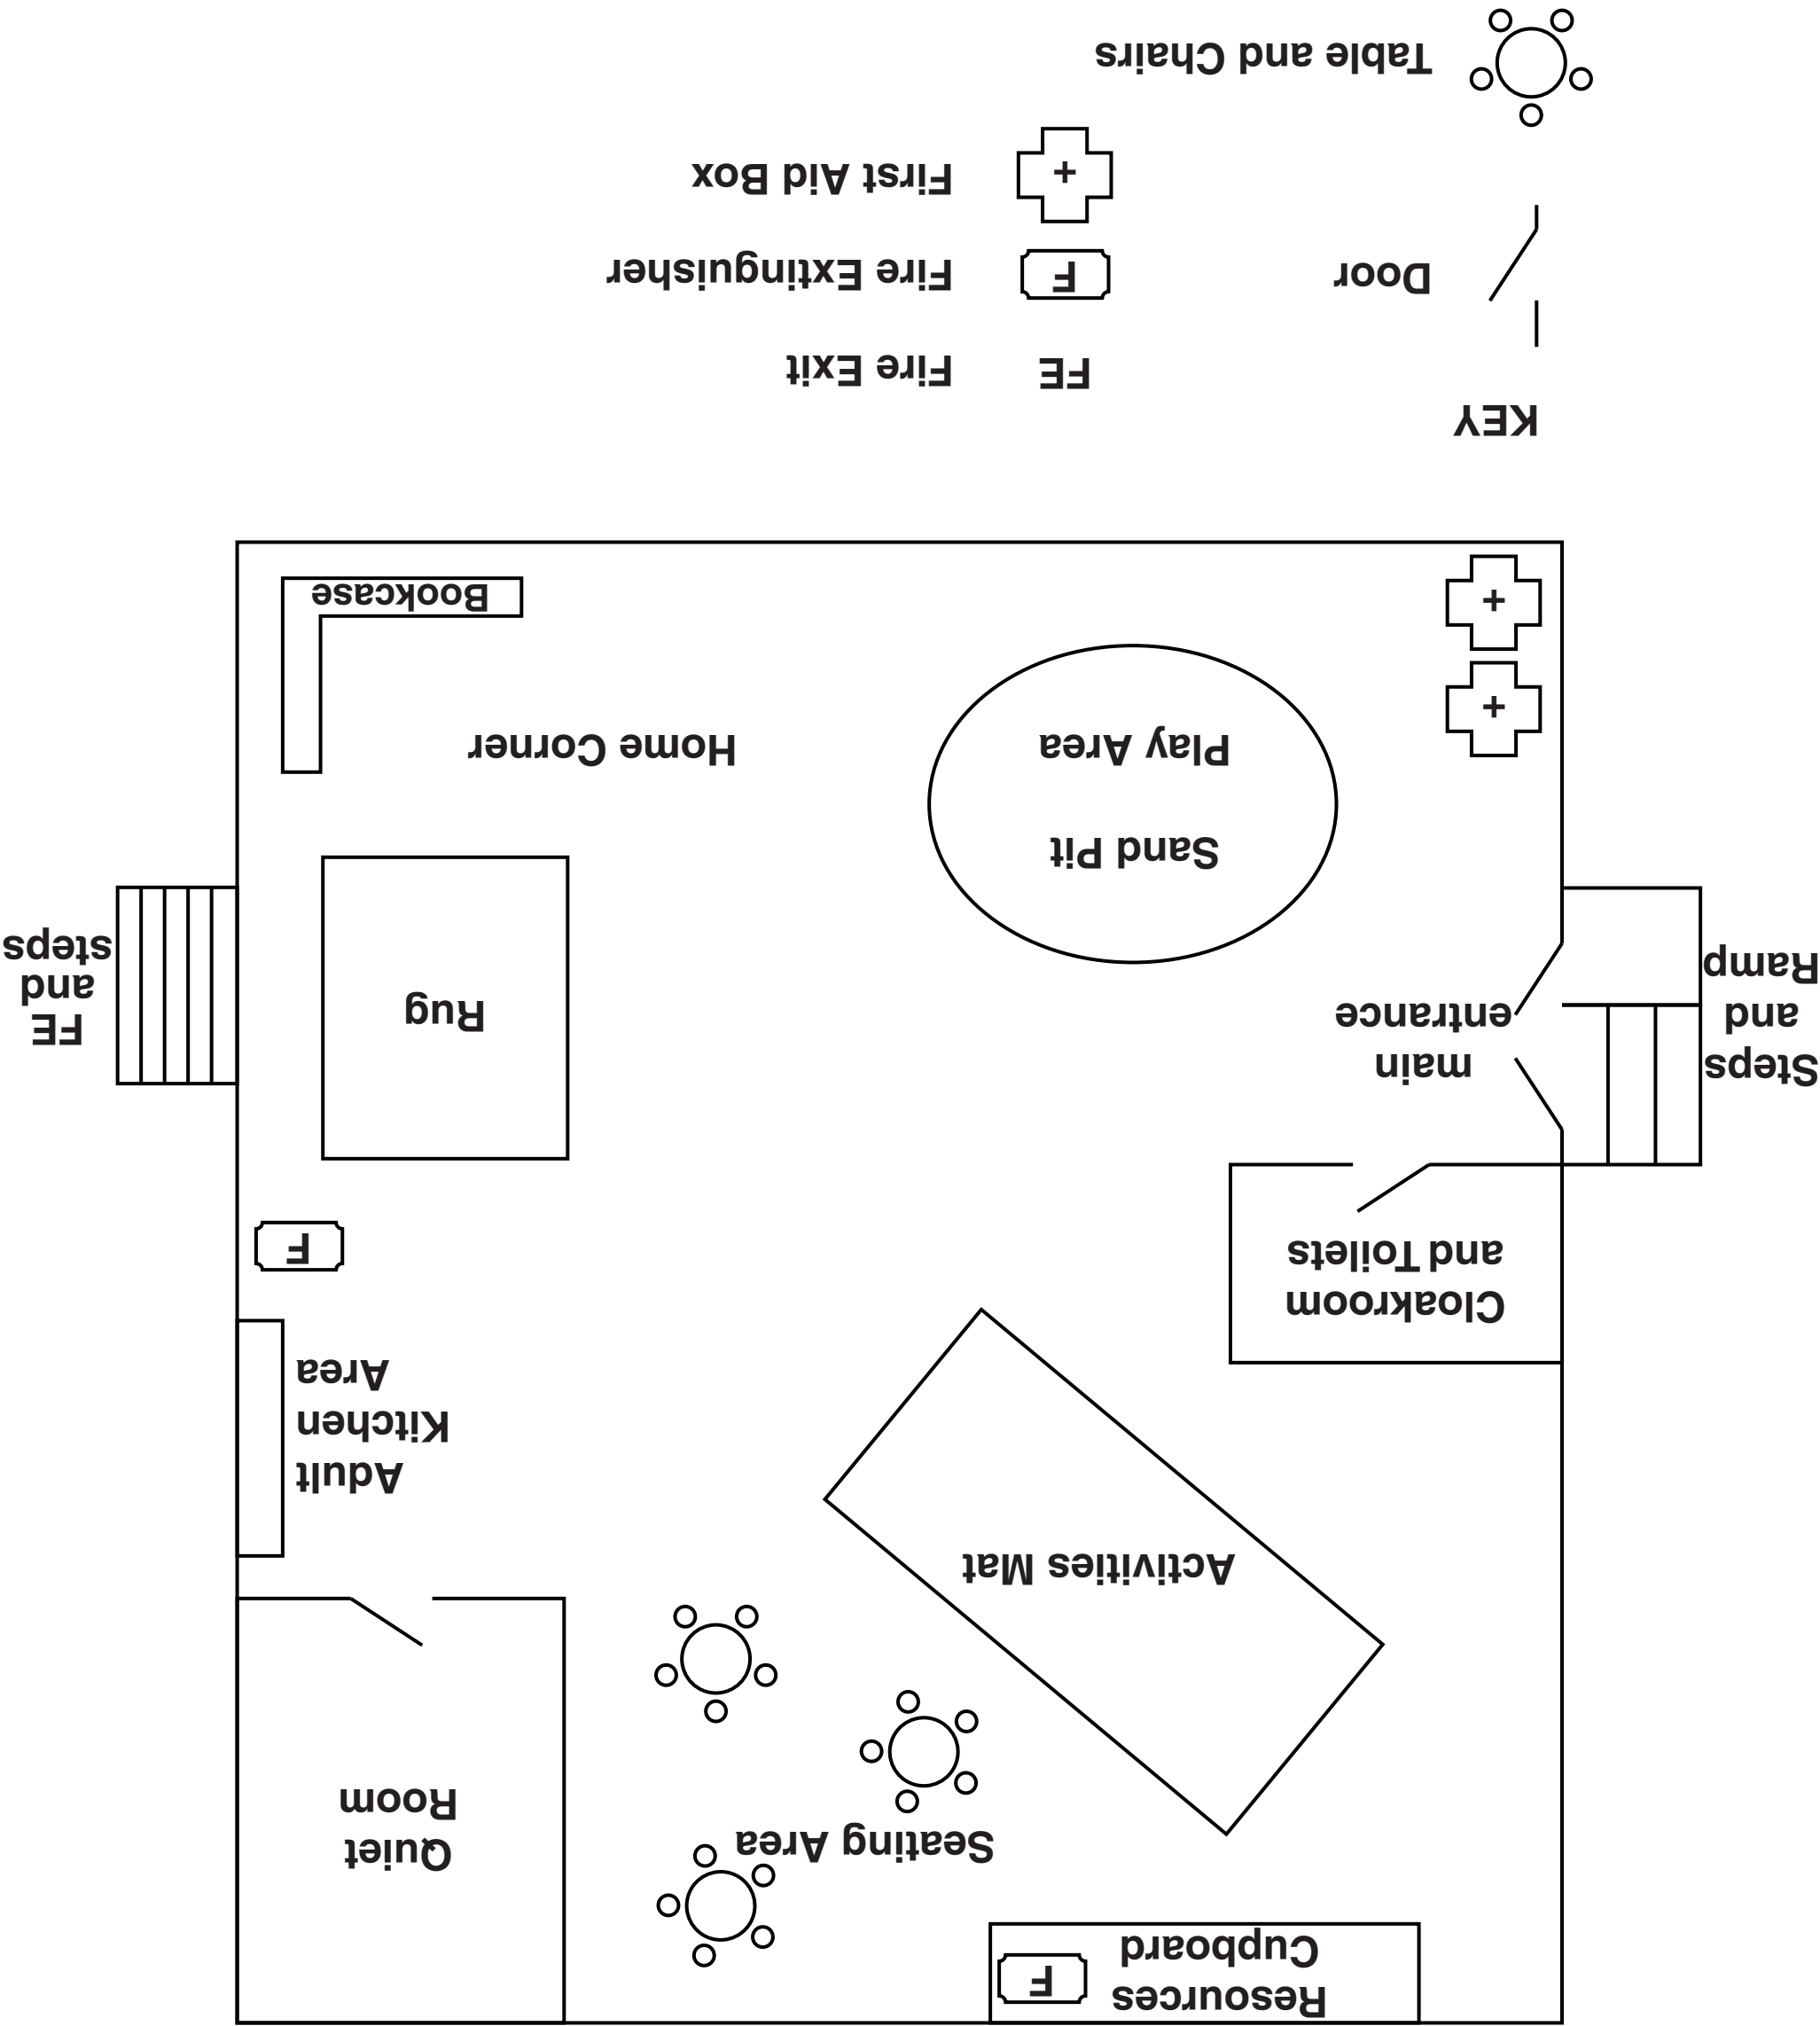 Resources
Cupboard
F
Seating Area
Quiet
Room
Activities Mat
Adult
Kitchen
Area
Cloakroom
and Toilets
F
Steps
and
Ramp
main
entrance
Rug
FE
and
steps
Sand Pit
Play Area
Home Corner
+
+
Bookcase
KEY
Door
Table and Chairs
FE Fire Exit
F Fire Extinguisher
+ First Aid Box